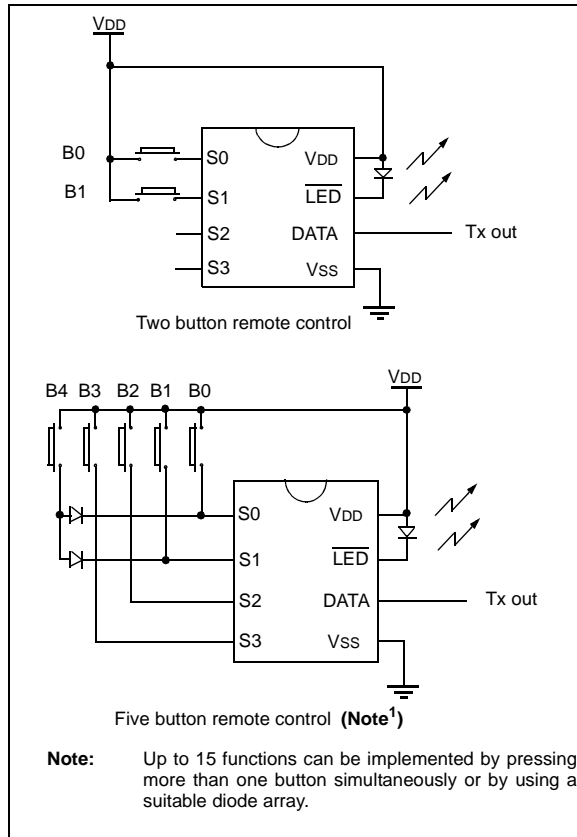 VDD
B0
B1
S0
S1
S2
S3
VDD
LED
DATA
VSS
Tx out
Two button remote control
B4 B3 B2 B1 B0
VDD
S0
S1
S2
S3
VDD
LED
DATA
VSS
Tx out
Five button remote control (Note1)
Note: Up to 15 functions can be implemented by pressing
more than one button simultaneously or by using a
suitable diode array.